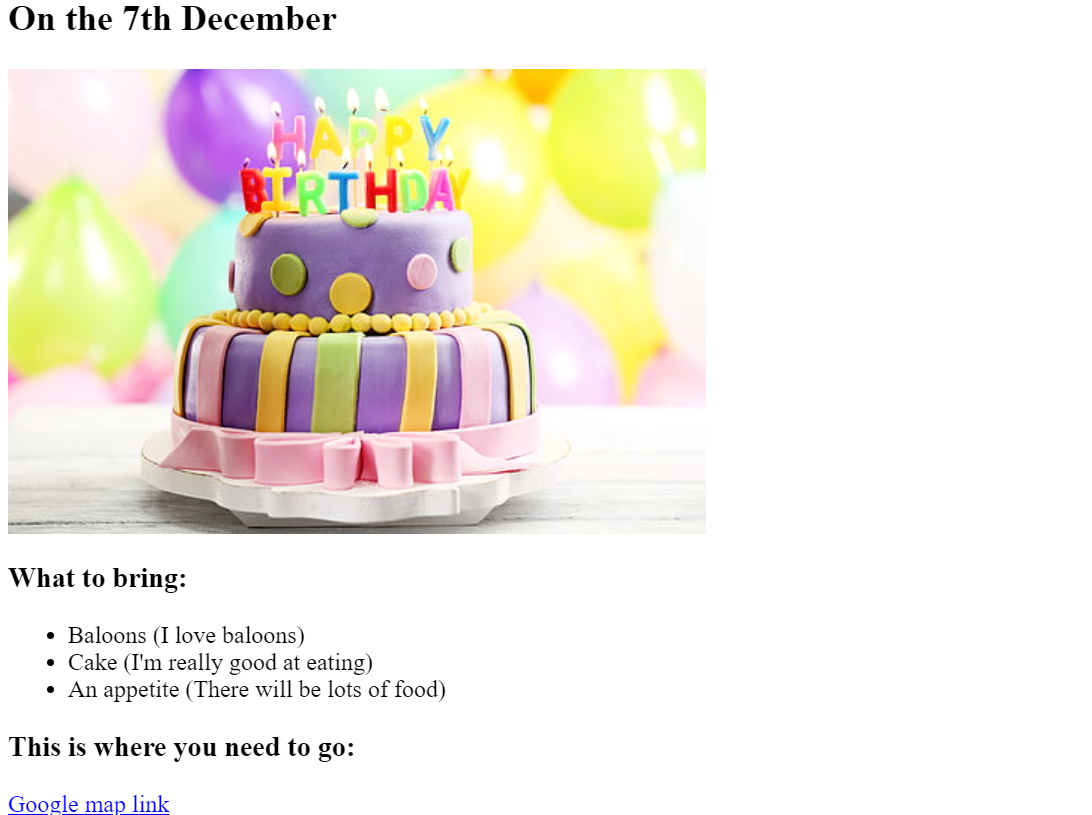 On the 7th December
HAPPY
BIRTHDAY
What to bring:
Baloons (I love baloons)
Cake (I'm really good at eating)
An appetite (There will be lots of food)
This is where you need to go:
Google map link